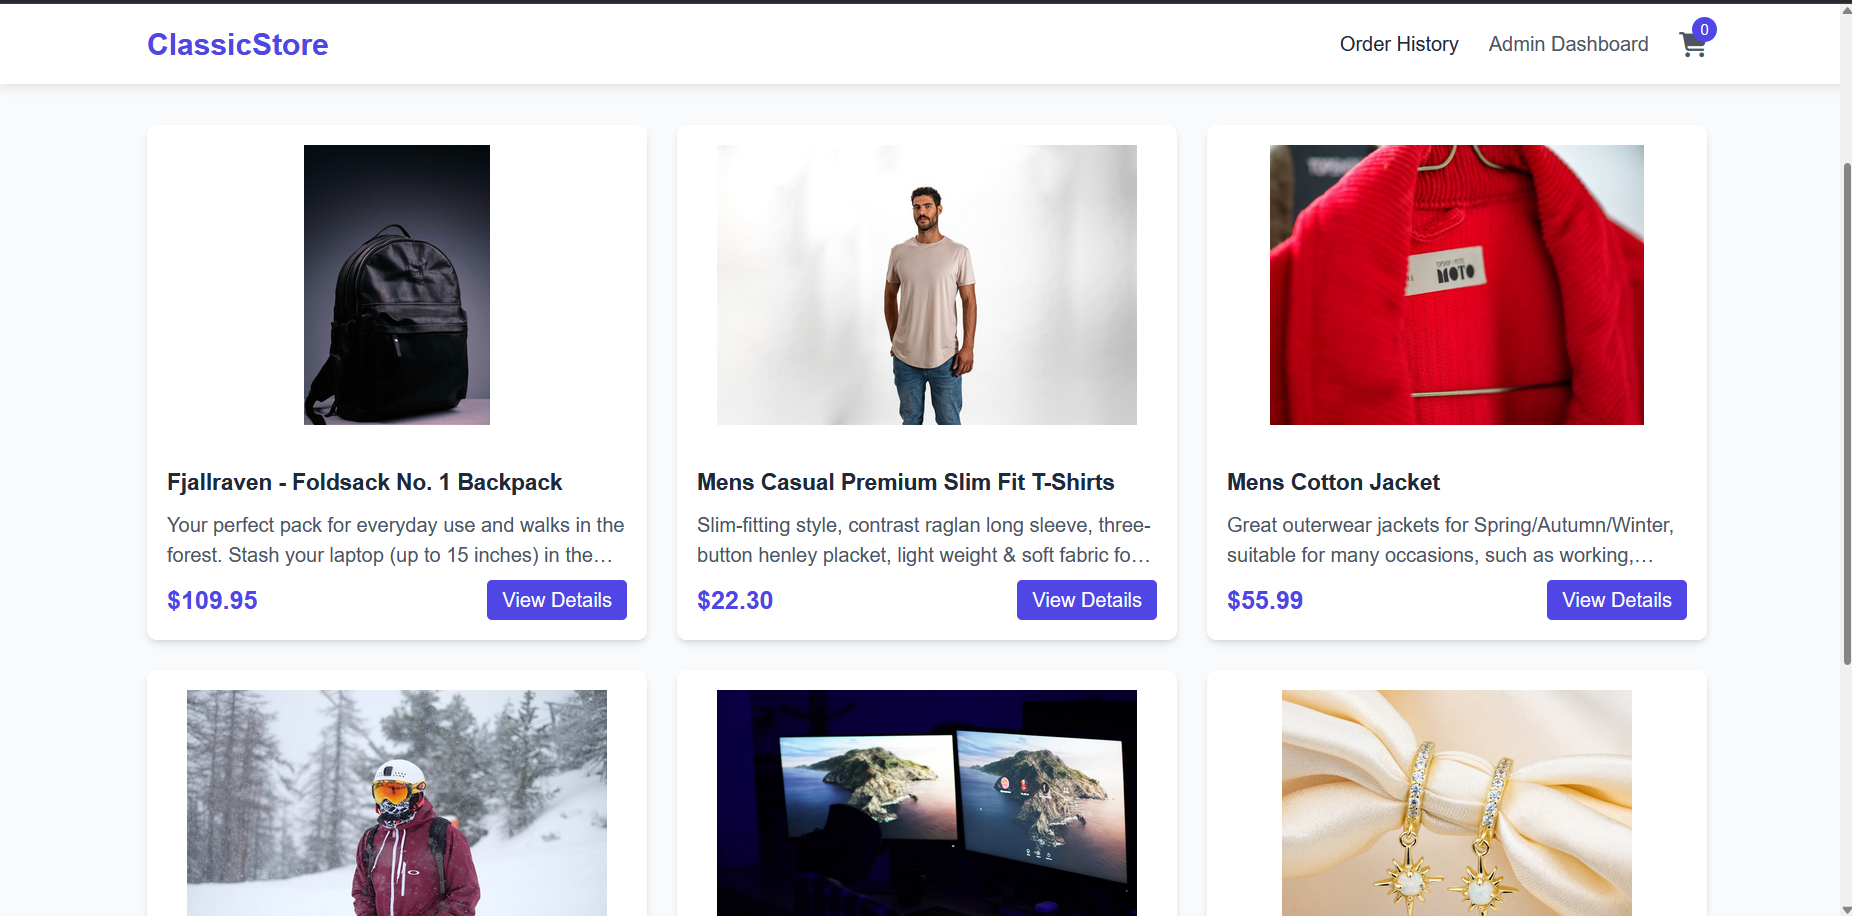 ClassicStore
Order History
Admin Dashboard
0
MOTO
Fjallraven - Foldsack No. 1 Backpack
Your perfect pack for everyday use and walks in the
forest. Stash your laptop (up to 15 inches) in the…
$109.95
View Details
Mens Casual Premium Slim Fit T-Shirts
Slim-fitting style, contrast raglan long sleeve, three-
button henley placket, light weight & soft fabric fo…
$22.30
View Details
Mens Cotton Jacket
Great outerwear jackets for Spring/Autumn/Winter,
suitable for many occasions, such as working,…
$55.99
View Details